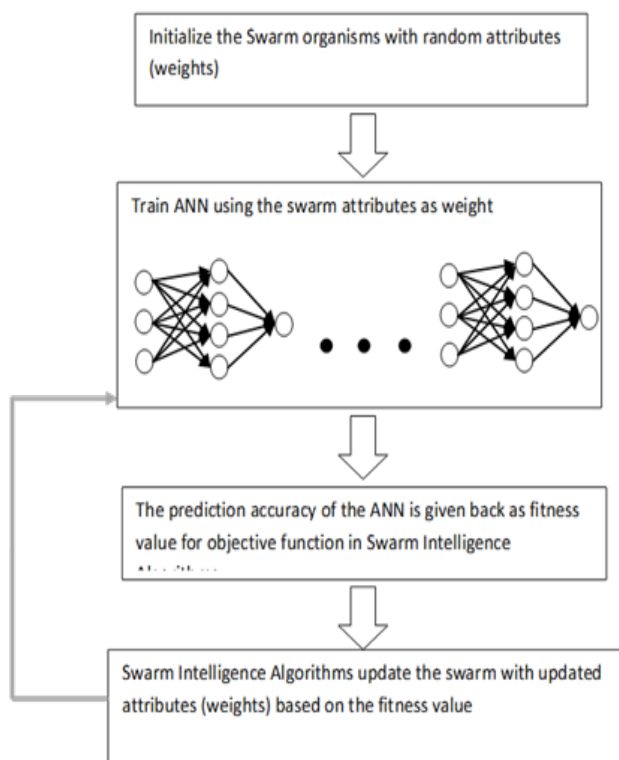 Initialize the Swarm organisms with random attributes
(weights)
Train ANN using the swarm attributes as weight
The prediction accuracy of the ANN is given back as fitness
value for objective function in Swarm Intelligence
Swarm Intelligence Algorithms update the swarm with updated
attributes (weights) based on the fitness value